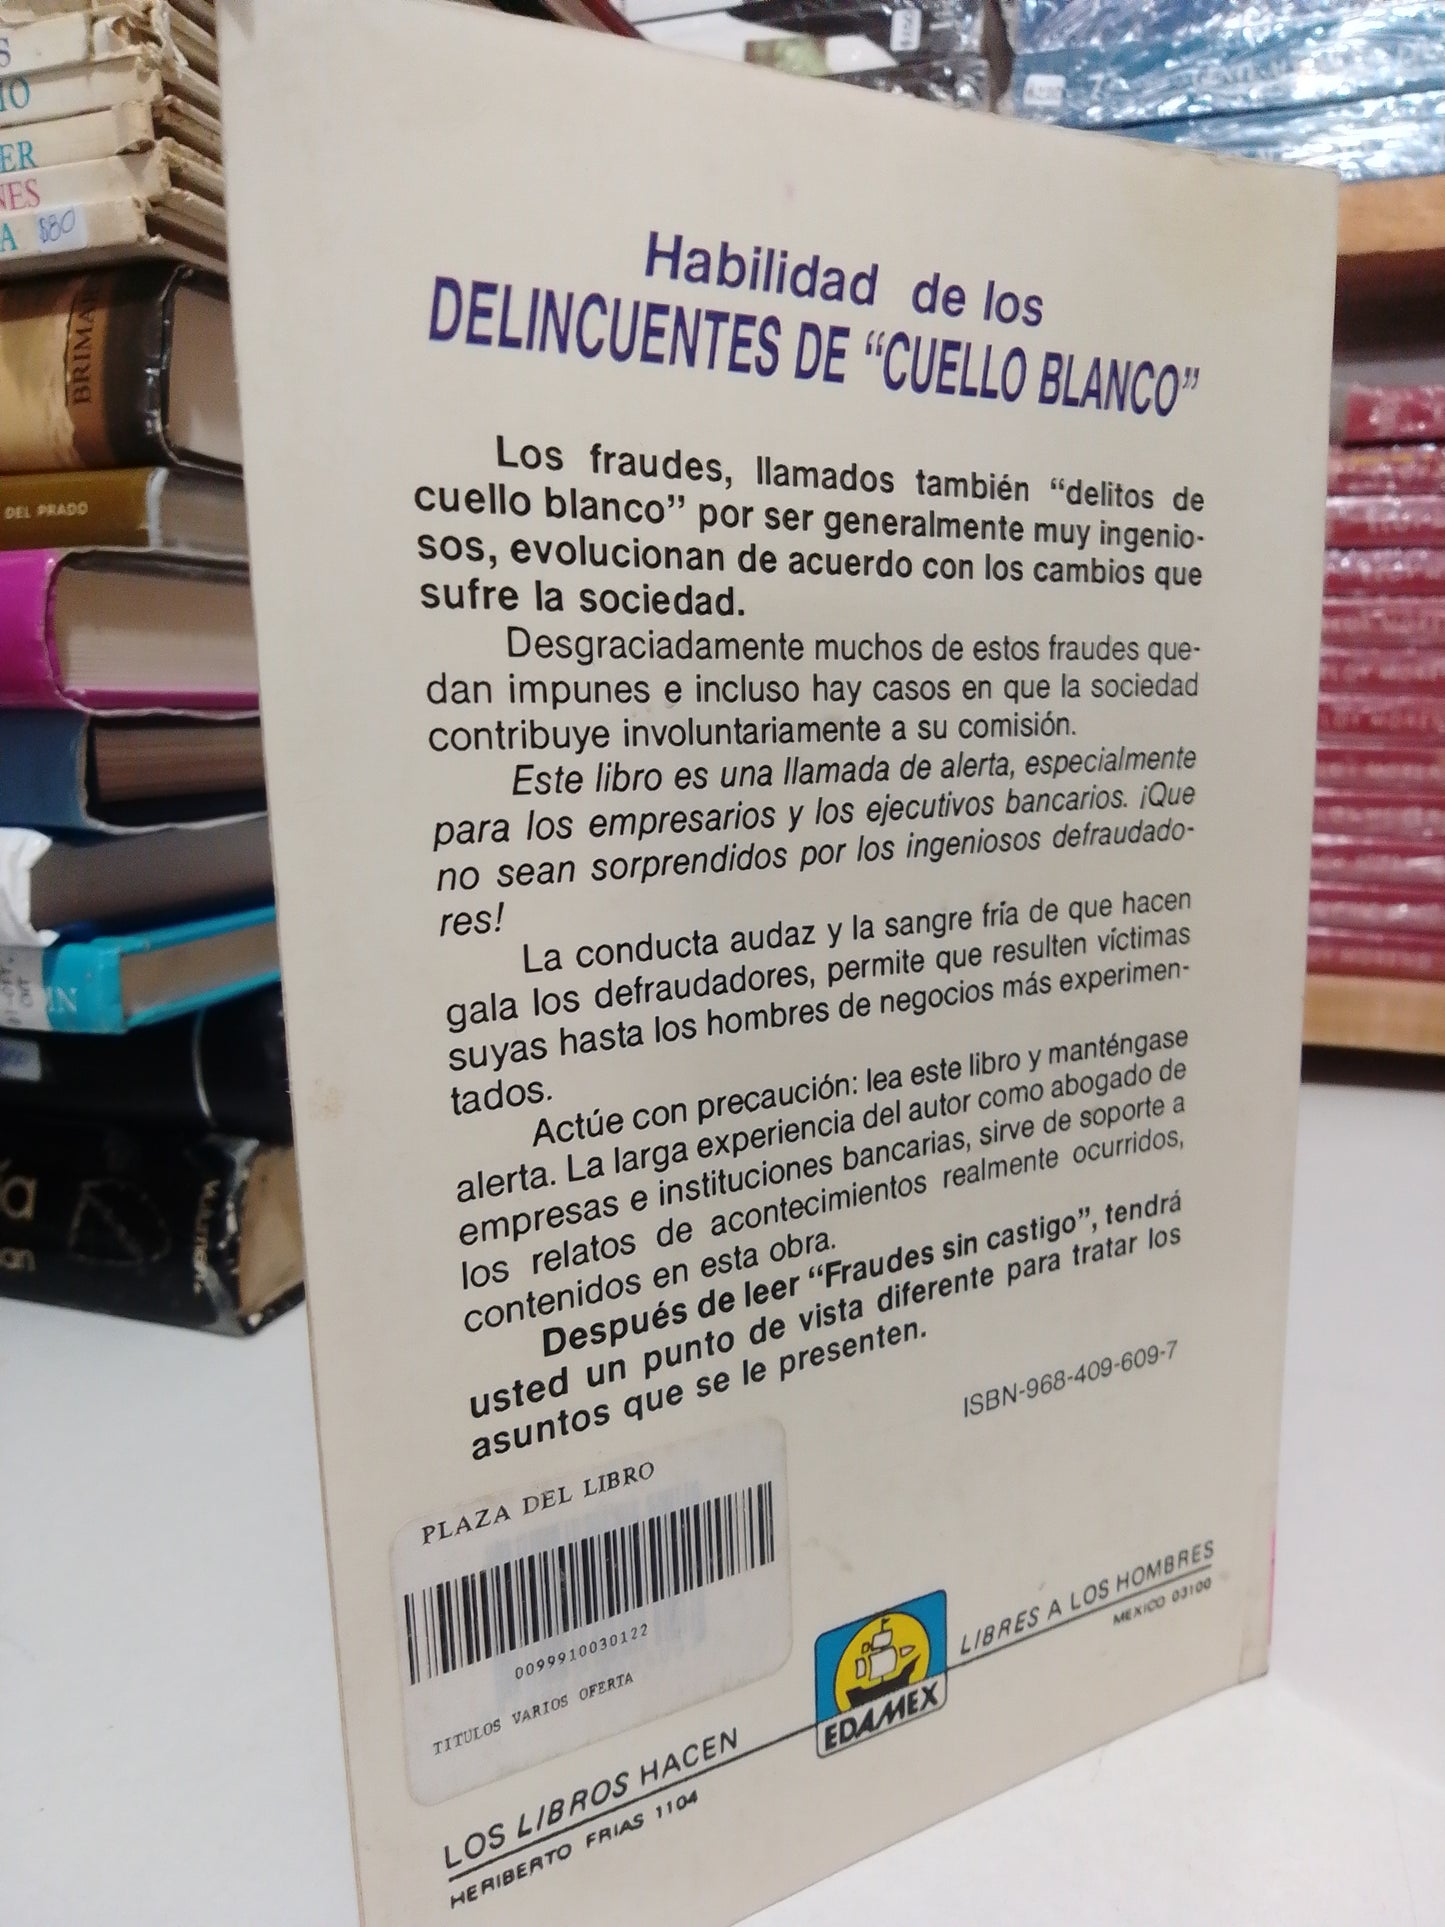 Habilidad de los
DELINCUENTES DE “CUELLO BLANCO”
Los fraudes, llamados también “delitos de
cuello blanco” por ser generalmente muy ingenio-
sos, evolucionan de acuerdo con los cambios que
sufre la sociedad.
Desgraciadamente muchos de estos fraudes que-
dan impunes e incluso hay casos en que la sociedad
contribuye involuntariamente a su comisión.
Este libro es una llamada de alerta, especialmente
para los empresarios y los ejecutivos bancarios. ¡Que
no sean sorprendidos por los ingeniosos defraudado-
res!
La conducta audaz y la sangre fría de que hacen
gala los defraudadores, permite que resulten víctimas
suyas hasta los hombres de negocios más experimen-
tados.
Actúe con precaución: lea este libro y manténgase
alerta. La larga experiencia del autor como abogado de
empresas e instituciones bancarias, sirve de soporte a
los relatos de acontecimientos realmente ocurridos,
contenidos en esta obra.
Después de leer “Fraudes sin castigo”, tendrá
usted un punto de vista diferente para tratar los
asuntos que se le presenten.
ISBN-968-409-609-7
PLAZA DEL LIBRO
0099910030122
TITULOS VARIOS OFERTA
LOS LIBROS HACEN
HERIBERTO FRIAS 1104
EDAMEX
LIBRES A LOS HOMBRES
MEXICO 03100
S
IO
ER
NES
A
$80
BRIMAR
DEL PRADO
IN
7